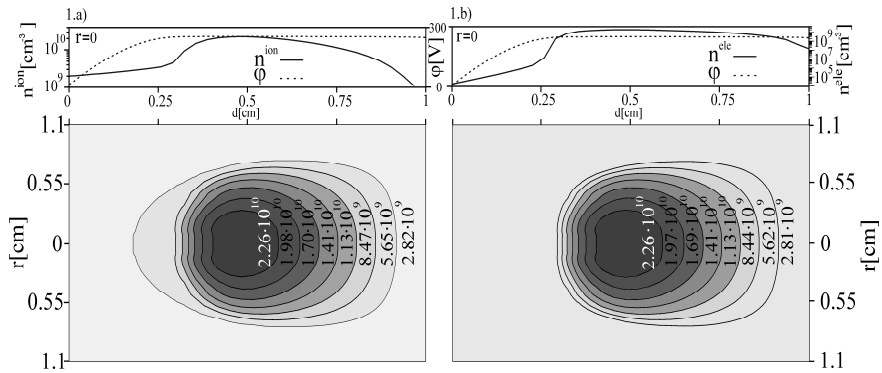 1.a)
r=0
n^ion
φ
10^10
10^9
n^ion[cm^-3]
0 0.25 0.5 0.75 1
d[cm]
1.1
0.55
0
0.55
1.1
r[cm]
2.26·10^10
1.98·10^10
1.70·10^10
1.41·10^10
1.13·10^10
8.47·10^9
5.65·10^9
2.82·10^9
1.b)
r=0
n^ele
φ
300
0
φ[V]
10^9
10^7
10^5
n^ele[cm^-3]
0 0.25 0.5 0.75 1
d[cm]
2.26·10^10
1.97·10^10
1.69·10^10
1.41·10^10
1.13·10^10
8.44·10^9
5.62·10^9
2.81·10^9
1.1
0.55
0
0.55
1.1
r[cm]